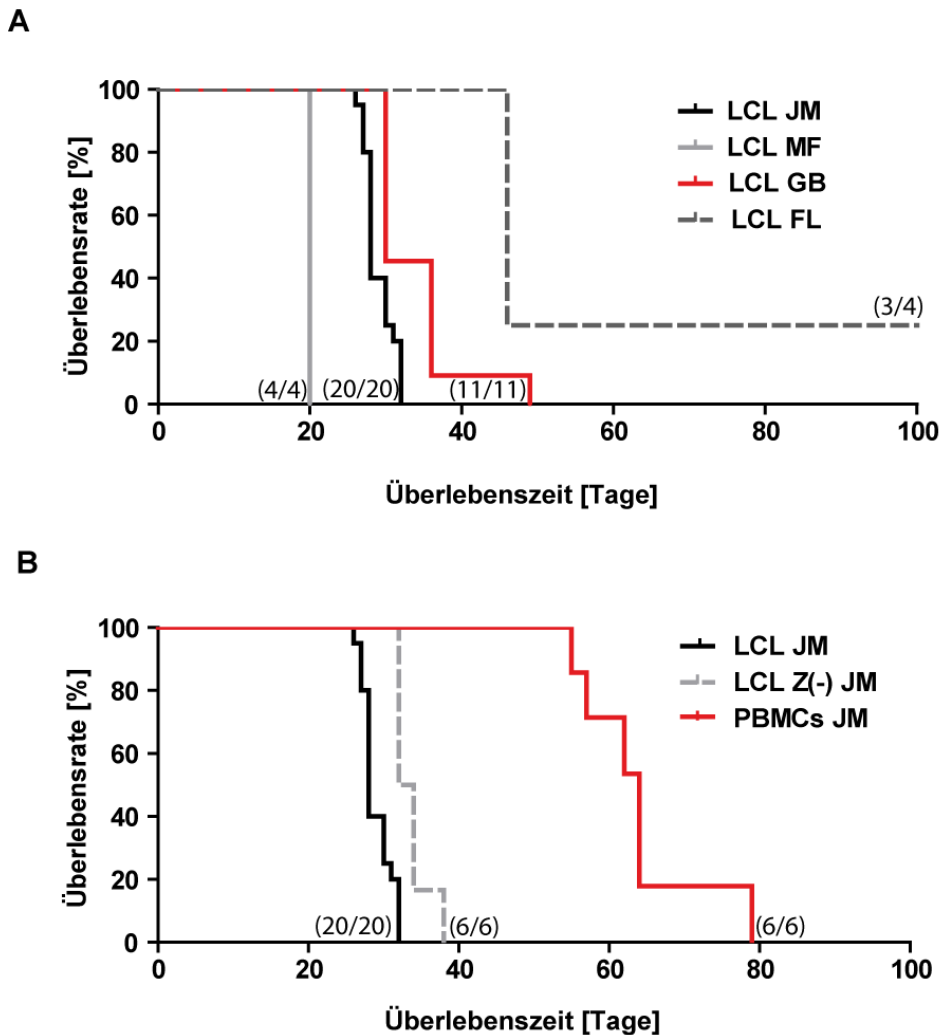 A
Überlebensrate [%]
100
80
60
40
20
0
(4/4)
(20/20)
(11/11)
(3/4)
LCL JM
LCL MF
LCL GB
LCL FL
0 20 40 60 80 100
Überlebenszeit [Tage]
B
Überlebensrate [%]
100
80
60
40
20
0
(20/20)
(6/6)
(6/6)
LCL JM
LCL Z(-) JM
PBMCs JM
0 20 40 60 80 100
Überlebenszeit [Tage]